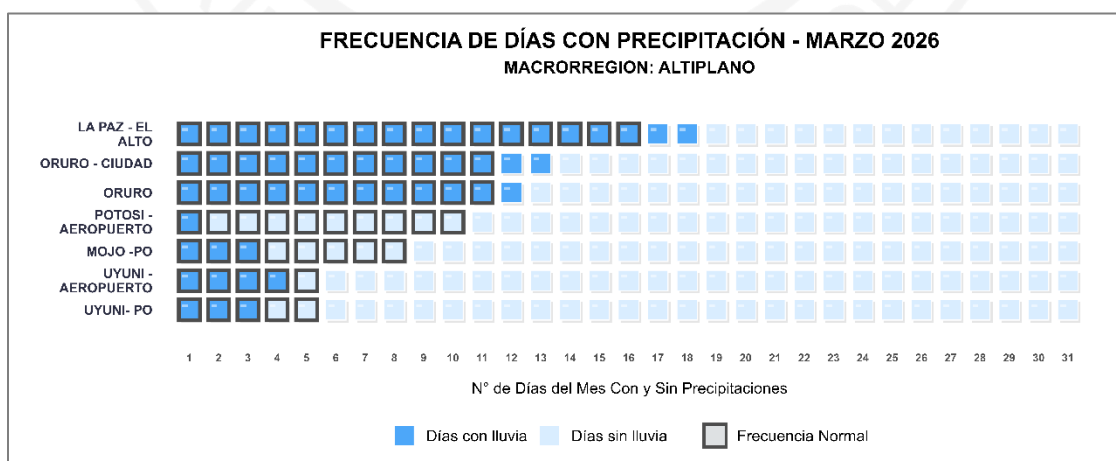 FRECUENCIA DE DÍAS CON PRECIPITACIÓN - MARZO 2026
MACRORREGION: ALTIPLANO
LA PAZ - EL
ALTO
ORURO - CIUDAD
ORURO
POTOSI -
AEROPUERTO
MOJO -PO
UYUNI -
AEROPUERTO
UYUNI- PO
1 2 3 4 5 6 7 8 9 10 11 12 13 14 15 16 17 18 19 20 21 22 23 24 25 26 27 28 29 30 31
N° de Días del Mes Con y Sin Precipitaciones
Días con lluvia Días sin lluvia Frecuencia Normal